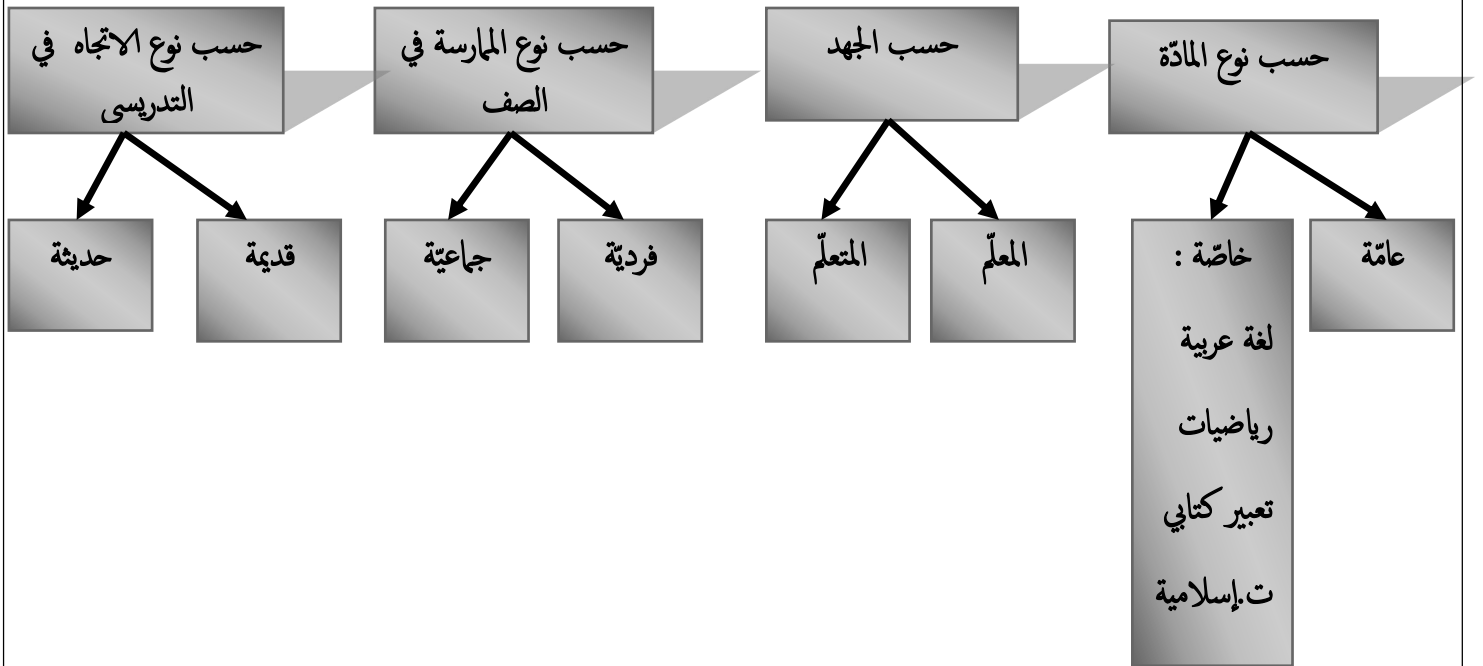 حسب نوع المادّة
حسب الجهد
حسب نوع الممارسة في
الصف
حسب نوع الاتجاه في
التدريسي
عامّة
خاصّة :
لغة عربية
رياضيات
تعبير كتابي
ت.إسلامية
المعلّم
المتعلّم
فرديّة
جماعيّة
قديمة
حديثة